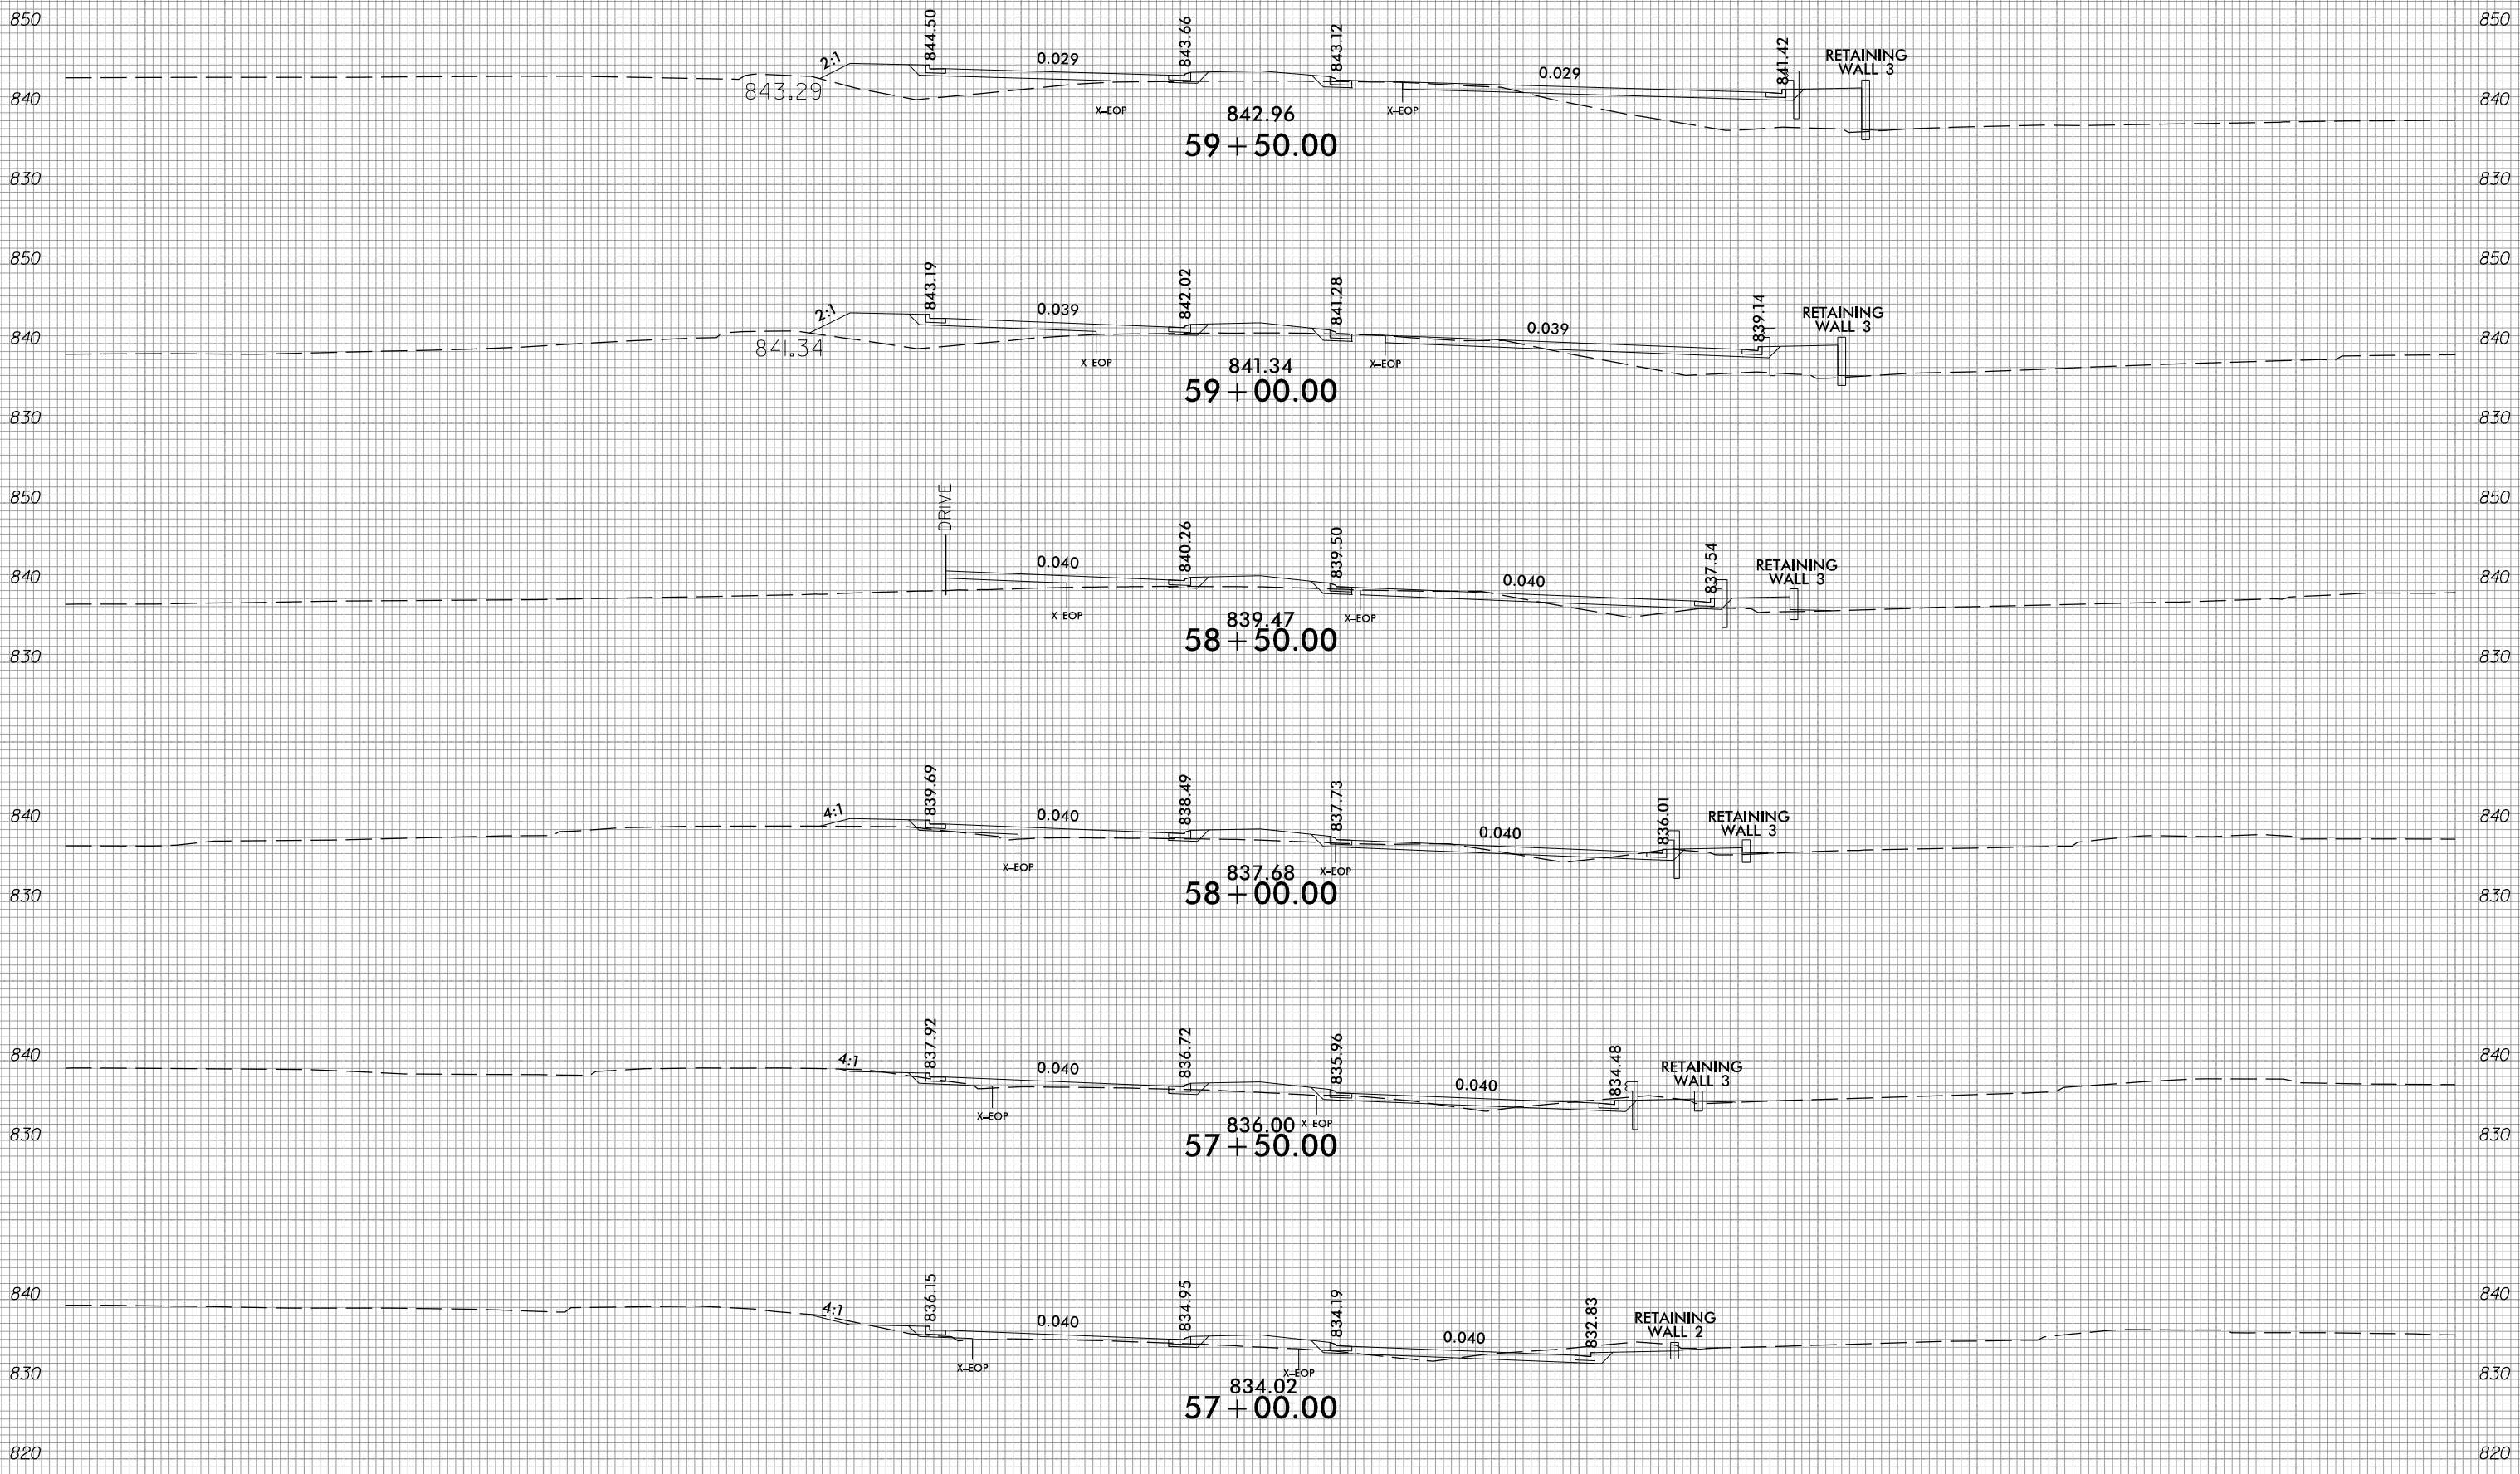 850 850
844.50 843.66 843.12 841.42
2:1 0.029 0.029 RETAINING
WALL 3
843.29
840 840
X-EOP X-EOP
842.96
59+50.00
830 830
850 850
843.19 842.02 841.28 839.14
2:1 0.039 0.039 RETAINING
WALL 3
840 840
841.34
X-EOP X-EOP
841.34
59+00.00
830 830
850 850
DRIVE
840.26 839.50 837.54
0.040 0.040 RETAINING
WALL 3
840 840
X-EOP X-EOP
839.47
58+50.00
830 830
839.69 838.49 837.73 836.01
840 840
4:1 0.040 0.040 RETAINING
WALL 3
X-EOP X-EOP
837.68
58+00.00
830 830
837.92 836.72 835.96 834.48
840 840
4:1 0.040 0.040 RETAINING
WALL 3
X-EOP X-EOP
836.00
57+50.00
830 830
836.15 834.95 834.19 832.83
840 840
4:1 0.040 0.040 RETAINING
WALL 2
X-EOP X-EOP
830 830
834.02
57+00.00
820 820